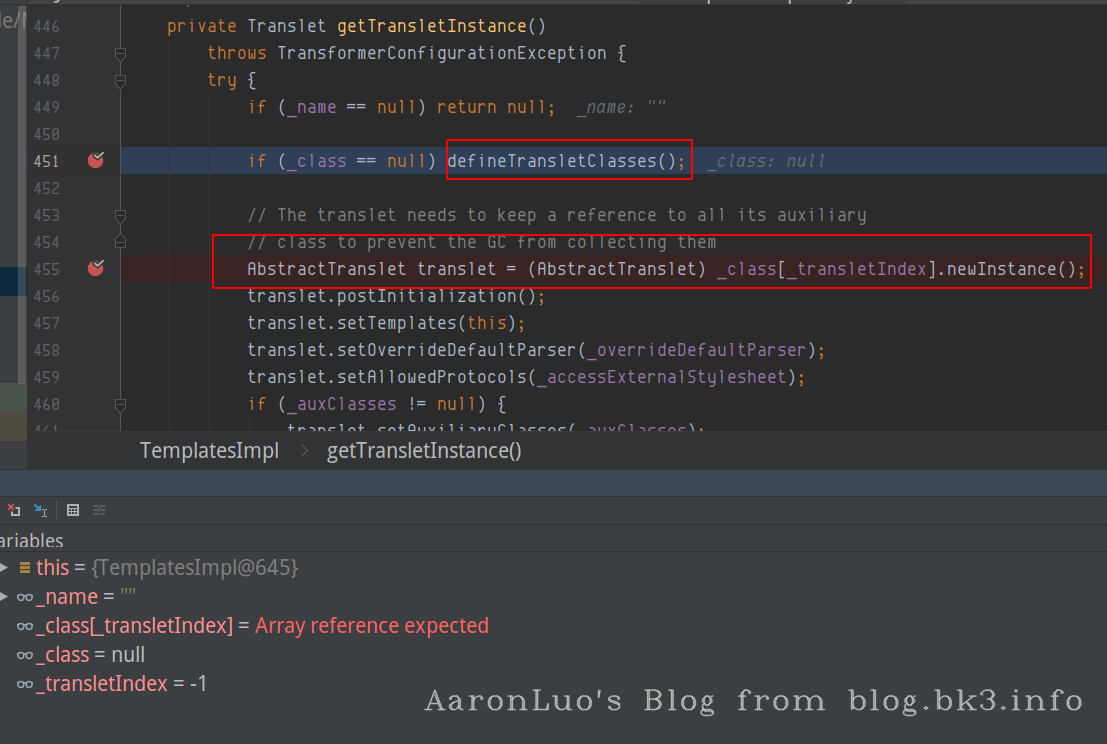 446 private Translet getTransletInstance()
447 throws TransformerConfigurationException {
448 try {
449 if (_name == null) return null; _name: ""
450
451 if (_class == null) defineTransletClasses(); _class: null
452
453 // The translet needs to keep a reference to all its auxiliary
454 // class to prevent the GC from collecting them
455 AbstractTranslet translet = (AbstractTranslet) _class[_transletIndex].newInstance();
456 translet.postInitialization();
457 translet.setTemplates(this);
458 translet.setOverrideDefaultParser(_overrideDefaultParser);
459 translet.setAllowedProtocols(_accessExternalStylesheet);
460 if (_auxClasses != null) {
461 translet.setAuxiliaryClasses(_auxClasses);
TemplatesImpl > getTransletInstance()
ariables
this = {TemplatesImpl@645}
_name = ""
_class[_transletIndex] = Array reference expected
_class = null
_transletIndex = -1
AaronLuo's Blog from blog.bk3.info